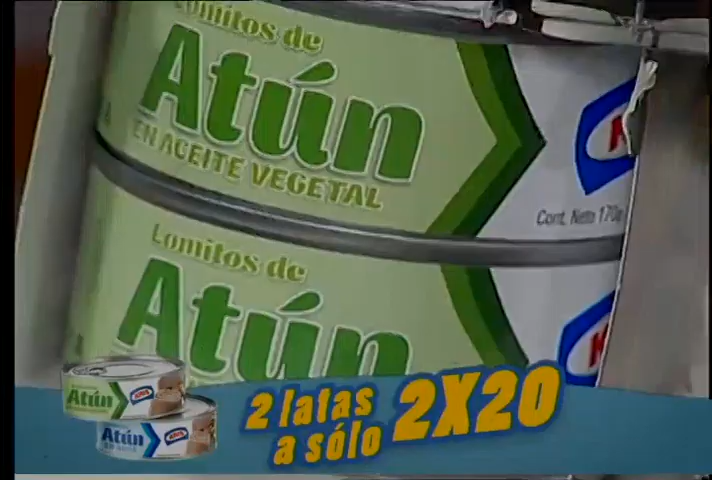 Lomitos de
Atún
EN ACEITE VEGETAL
Cont. Neto 170g
Lomitos de
Atún
Atún
Atún
2 latas
a sólo
2X20